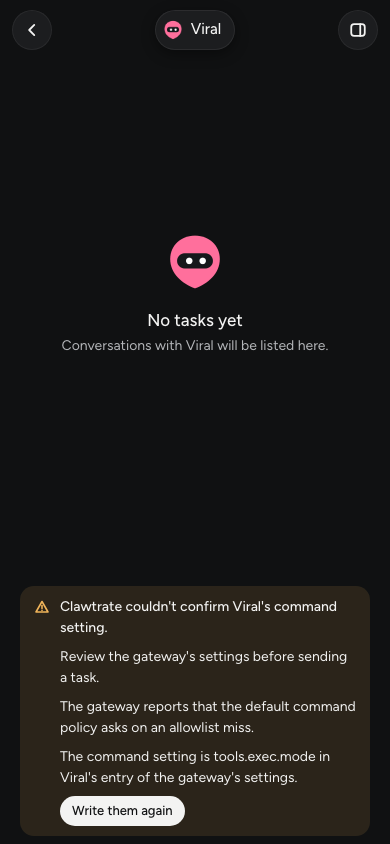 Viral
No tasks yet
Conversations with Viral will be listed here.
Clawtrate couldn't confirm Viral's command
setting.
Review the gateway's settings before sending
a task.
The gateway reports that the default command
policy asks on an allowlist miss.
The command setting is tools.exec.mode in
Viral's entry of the gateway's settings.
Write them again